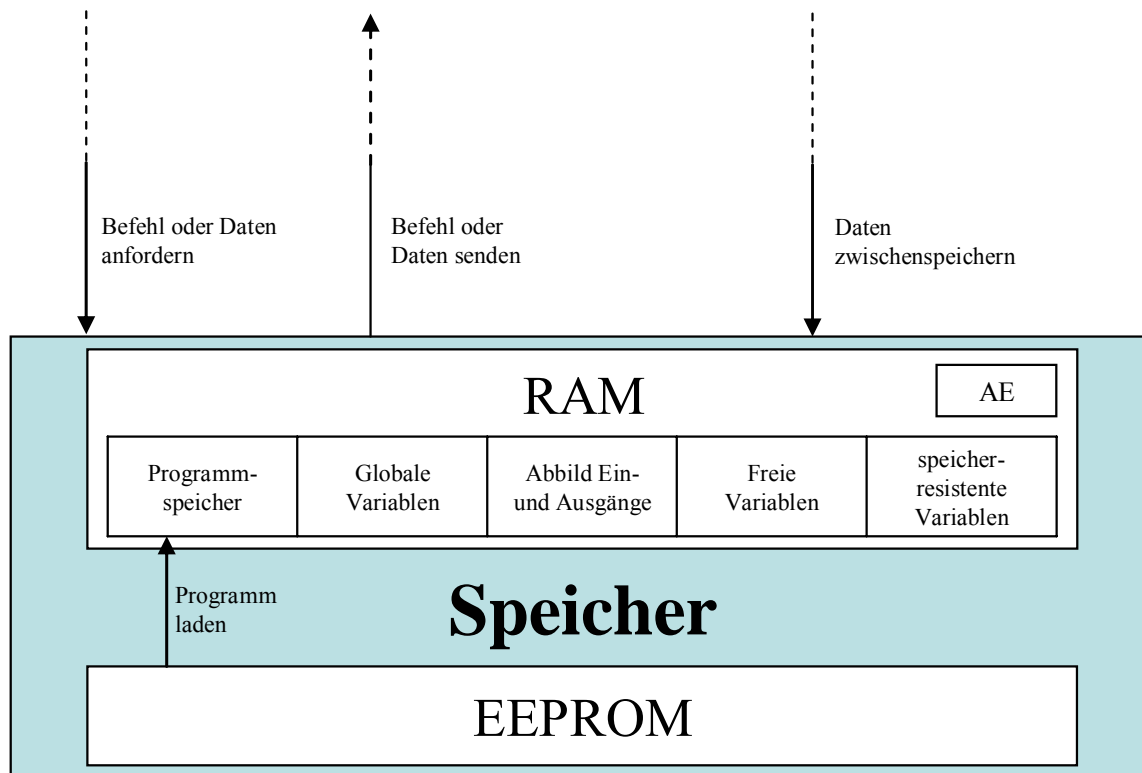 Befehl oder Daten
anfordern
Befehl oder
Daten senden
Daten
zwischenspeichern
RAM
AE
Programm-
speicher
Globale
Variablen
Abbild Ein-
und Ausgänge
Freie
Variablen
speicher-
resistente
Variablen
Programm
laden
Speicher
EEPROM